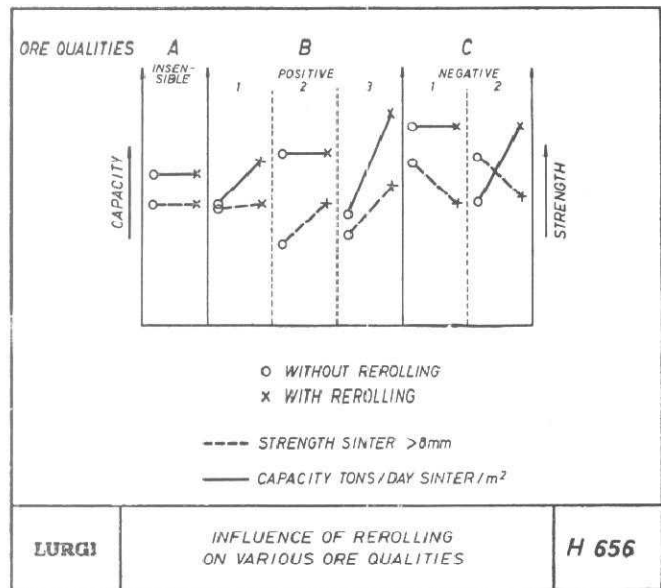 ORE QUALITIES A B C
INSEN-
SIBLE
POSITIVE
NEGATIVE
1 2 3 1 2
CAPACITY
STRENGTH
O WITHOUT REROLLING
X WITH REROLLING
STRENGTH SINTER >8mm
CAPACITY TONS/DAY SINTER/m²
LURGI
INFLUENCE OF REROLLING
ON VARIOUS ORE QUALITIES
H 656